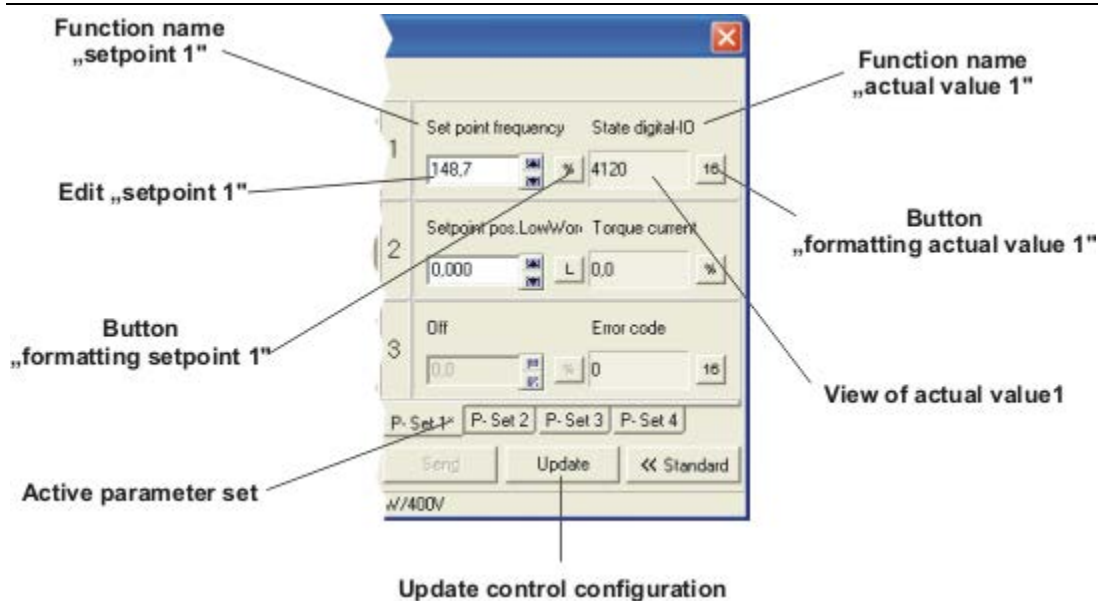 Function name
„setpoint 1"
Function name
„actual value 1"
1
Set point frequency
State digital-IO
148,7
%
4120
16
Edit „setpoint 1"
Button
„formatting actual value 1"
2
Setpoint pos.LowWor
Torque current
0,000
L
0,0
%
Button
„formatting setpoint 1"
3
Off
Error code
0,0
%
0
16
View of actual value1
P- Set 1*
P- Set 2
P- Set 3
P- Set 4
Send
Update
<< Standard
Active parameter set
W/400V
Update control configuration